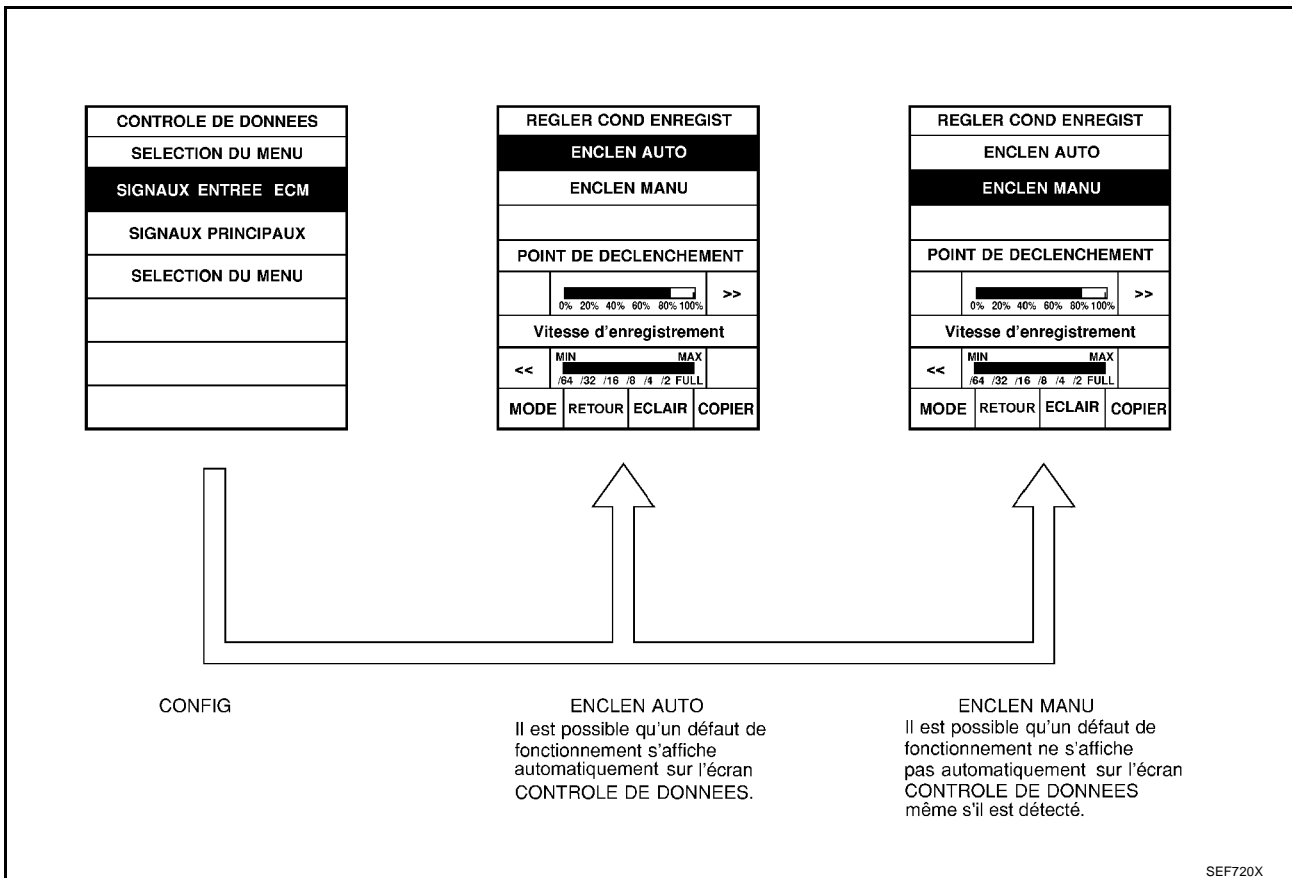 CONTROLE DE DONNEES
SELECTION DU MENU
SIGNAUX ENTREE ECM
SIGNAUX PRINCIPAUX
SELECTION DU MENU
REGLER COND ENREGIST
ENCLEN AUTO
ENCLEN MANU
POINT DE DECLENCHEMENT
>>
0% 20% 40% 60% 80% 100%
Vitesse d'enregistrement
MIN MAX
<<
/64 /32 /16 /8 /4 /2 FULL
MODE RETOUR ECLAIR COPIER
REGLER COND ENREGIST
ENCLEN AUTO
ENCLEN MANU
POINT DE DECLENCHEMENT
>>
0% 20% 40% 60% 80% 100%
Vitesse d'enregistrement
MIN MAX
<<
/64 /32 /16 /8 /4 /2 FULL
MODE RETOUR ECLAIR COPIER
CONFIG
ENCLEN AUTO
Il est possible qu'un défaut de
fonctionnement s'affiche
automatiquement sur l'écran
CONTROLE DE DONNEES.
ENCLEN MANU
Il est possible qu'un défaut de
fonctionnement ne s'affiche
pas automatiquement sur l'écran
CONTROLE DE DONNEES
même s'il est détecté.
SEF720X